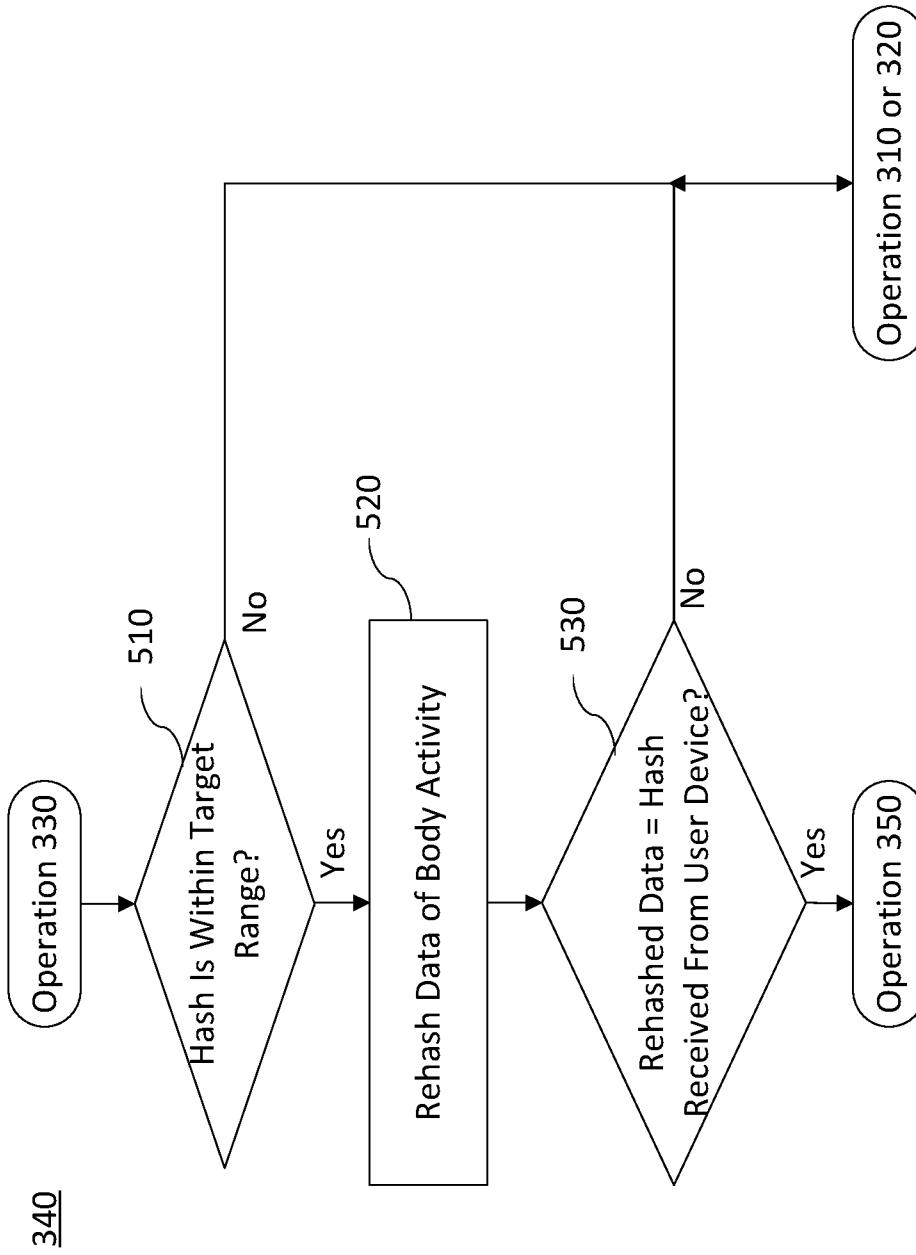 340
Operation 330
510
Hash Is Within Target
Range?
No
Yes
520
Rehash Data of Body Activity
530
Rehashed Data = Hash
Received From User Device?
No
Yes
Operation 350
Operation 310 or 320